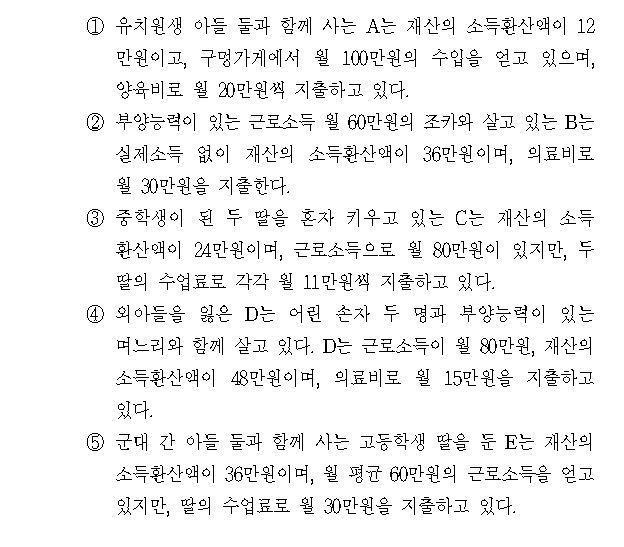 ① 유치원생 아들 둘과 함께 사는 A는 재산의 소득환산액이 12
만원이고, 구멍가게에서 월 100만원의 수입을 얻고 있으며,
양육비로 월 20만원씩 지출하고 있다.
② 부양능력이 있는 근로소득 월 60만원의 조카와 살고 있는 B는
실제소득 없이 재산의 소득환산액이 36만원이며, 의료비로
월 30만원을 지출한다.
③ 중학생이 된 두 딸을 혼자 키우고 있는 C는 재산의 소득
환산액이 24만원이며, 근로소득으로 월 80만원이 있지만, 두
딸의 수업료로 각각 월 11만원씩 지출하고 있다.
④ 외아들을 잃은 D는 어린 손자 두 명과 부양능력이 있는
며느리와 함께 살고 있다. D는 근로소득이 월 80만원, 재산의
소득환산액이 48만원이며, 의료비로 월 15만원을 지출하고
있다.
⑤ 군대 간 아들 둘과 함께 사는 고등학생 딸을 둔 E는 재산의
소득환산액이 36만원이며, 월 평균 60만원의 근로소득을 얻고
있지만, 딸의 수업료로 월 30만원을 지출하고 있다.